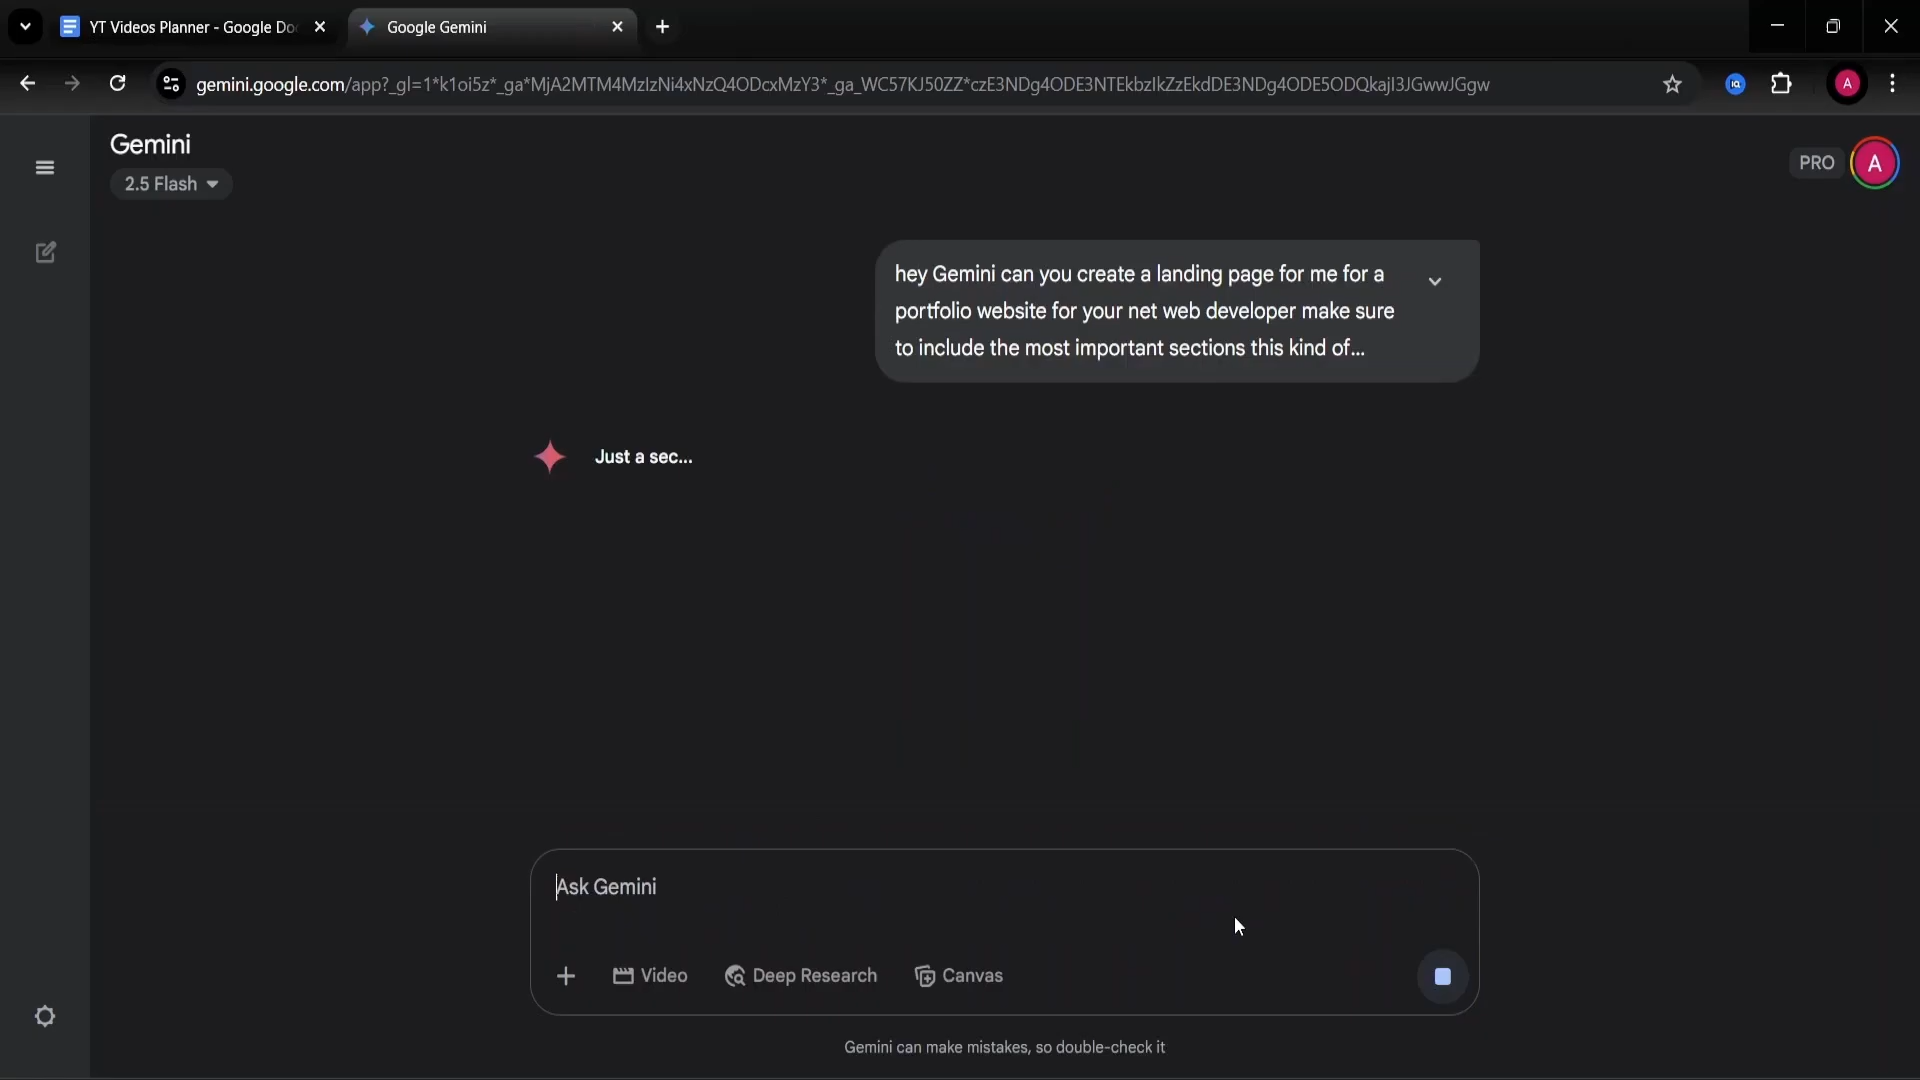 YT Videos Planner - Google Do
Google Gemini
gemini.google.com/app?_gl=1*k1oi5z*_ga*MjA2MTM4MzIzNi4xNzQ4ODcxMzY3*_ga_WC57KJ50ZZ*czE3NDg4ODE3NTEkbzIkZzEkdDE3NDg4ODE5ODQkajI3JGwwJGgw
A
Gemini
2.5 Flash
PRO
A
hey Gemini can you create a landing page for me for a
portfolio website for your net web developer make sure
to include the most important sections this kind of...
Just a sec...
Ask Gemini
Video
Deep Research
Canvas
Gemini can make mistakes, so double-check it